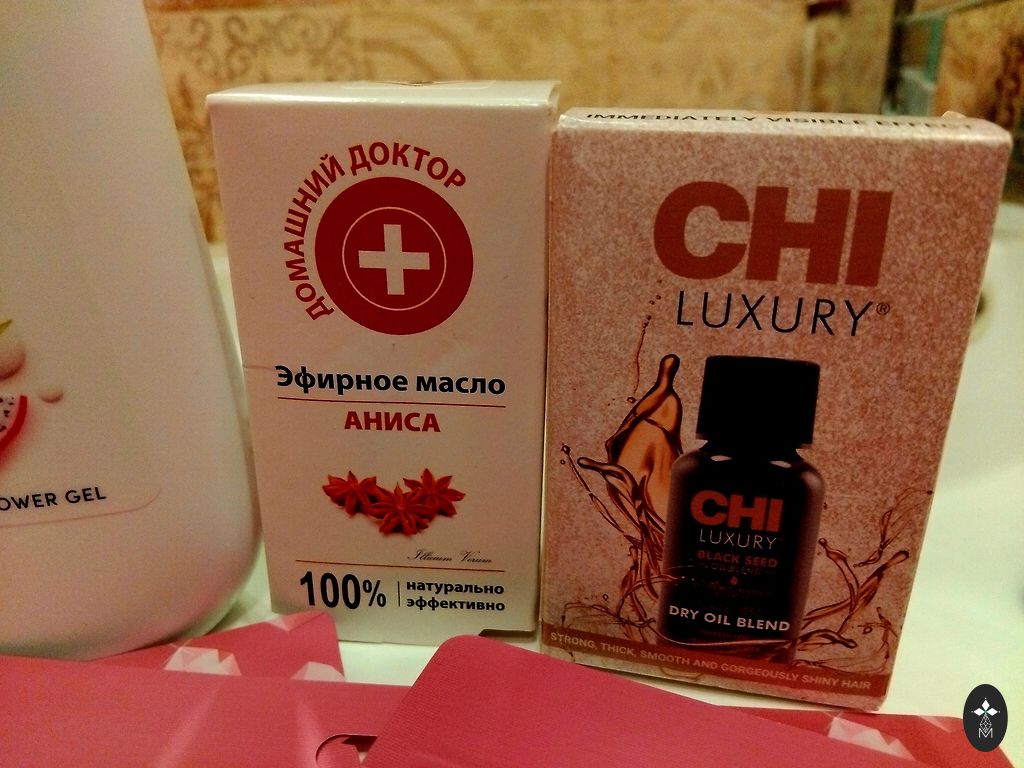 OWER GEL
ДОМАШНИЙ ДОКТОР
Эфирное масло
АНИСА
Illicium Verum
100%
натурально
эффективно
IMMEDIATELY VISIBLE EFFECT
CHI
LUXURY®
CHI
LUXURY
BLACK SEED
DRY OIL BLEND
STRONG, THICK, SMOOTH AND GORGEOUSLY SHINY HAIR
M